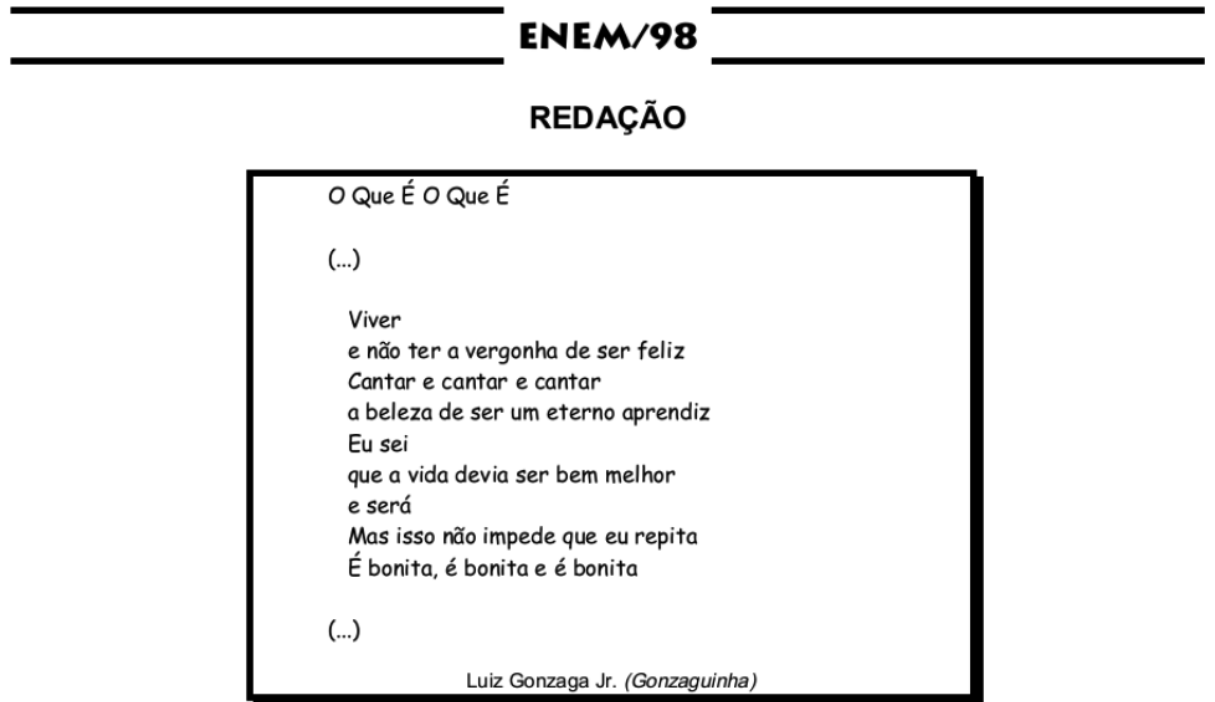 ENEM/98
REDAÇÃO
O Que É O Que É
(...)
Viver
e não ter a vergonha de ser feliz
Cantar e cantar e cantar
a beleza de ser um eterno aprendiz
Eu sei
que a vida devia ser bem melhor
e será
Mas isso não impede que eu repita
É bonita, é bonita e é bonita
(...)
Luiz Gonzaga Jr. (Gonzaguinha)